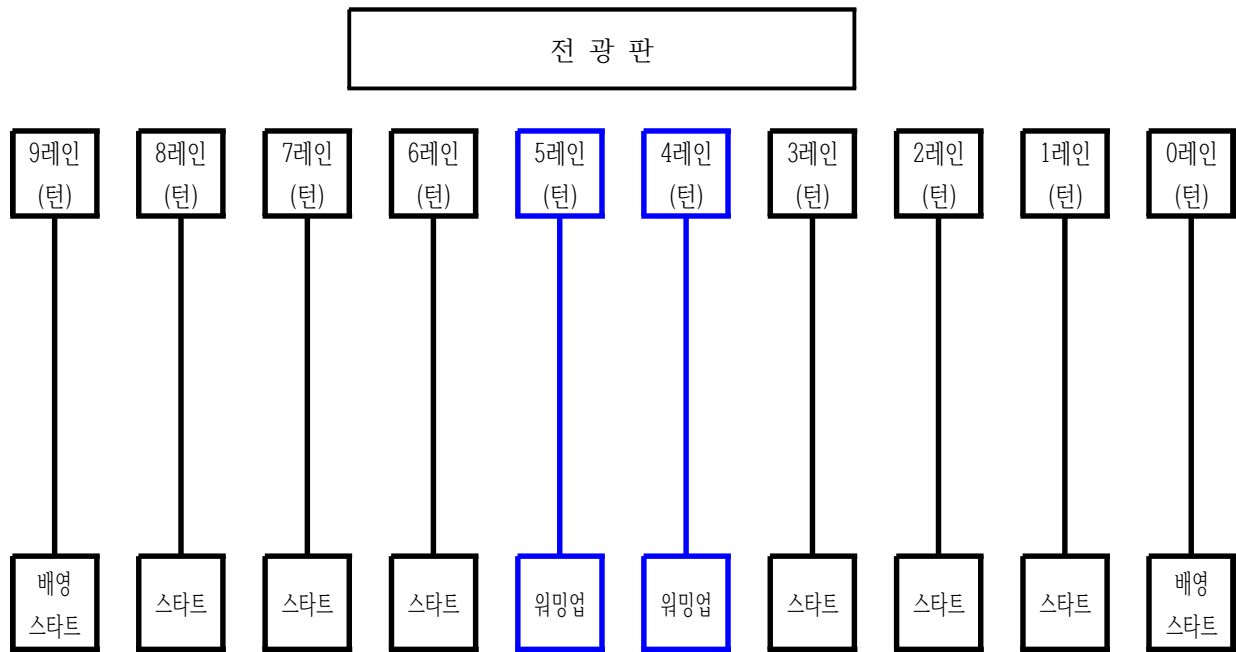 전 광 판
9레인
(턴)
8레인
(턴)
7레인
(턴)
6레인
(턴)
5레인
(턴)
4레인
(턴)
3레인
(턴)
2레인
(턴)
1레인
(턴)
0레인
(턴)
배영
스타트
스타트
스타트
스타트
워밍업
워밍업
스타트
스타트
스타트
배영
스타트